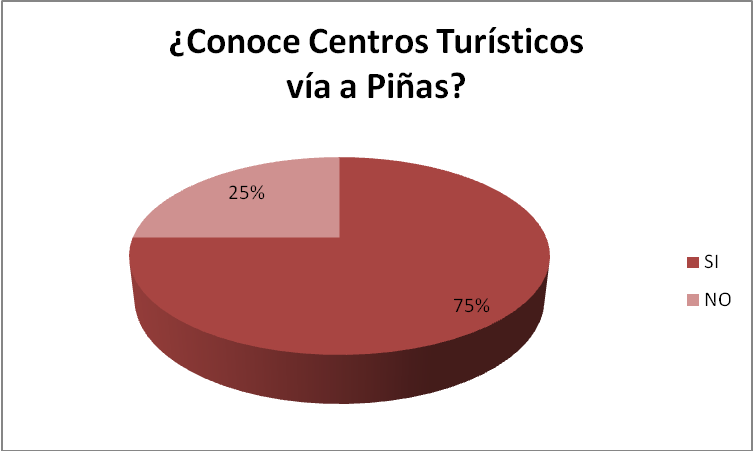 ¿Conoce Centros Turísticos
vía a Piñas?
25%
75%
SI
NO